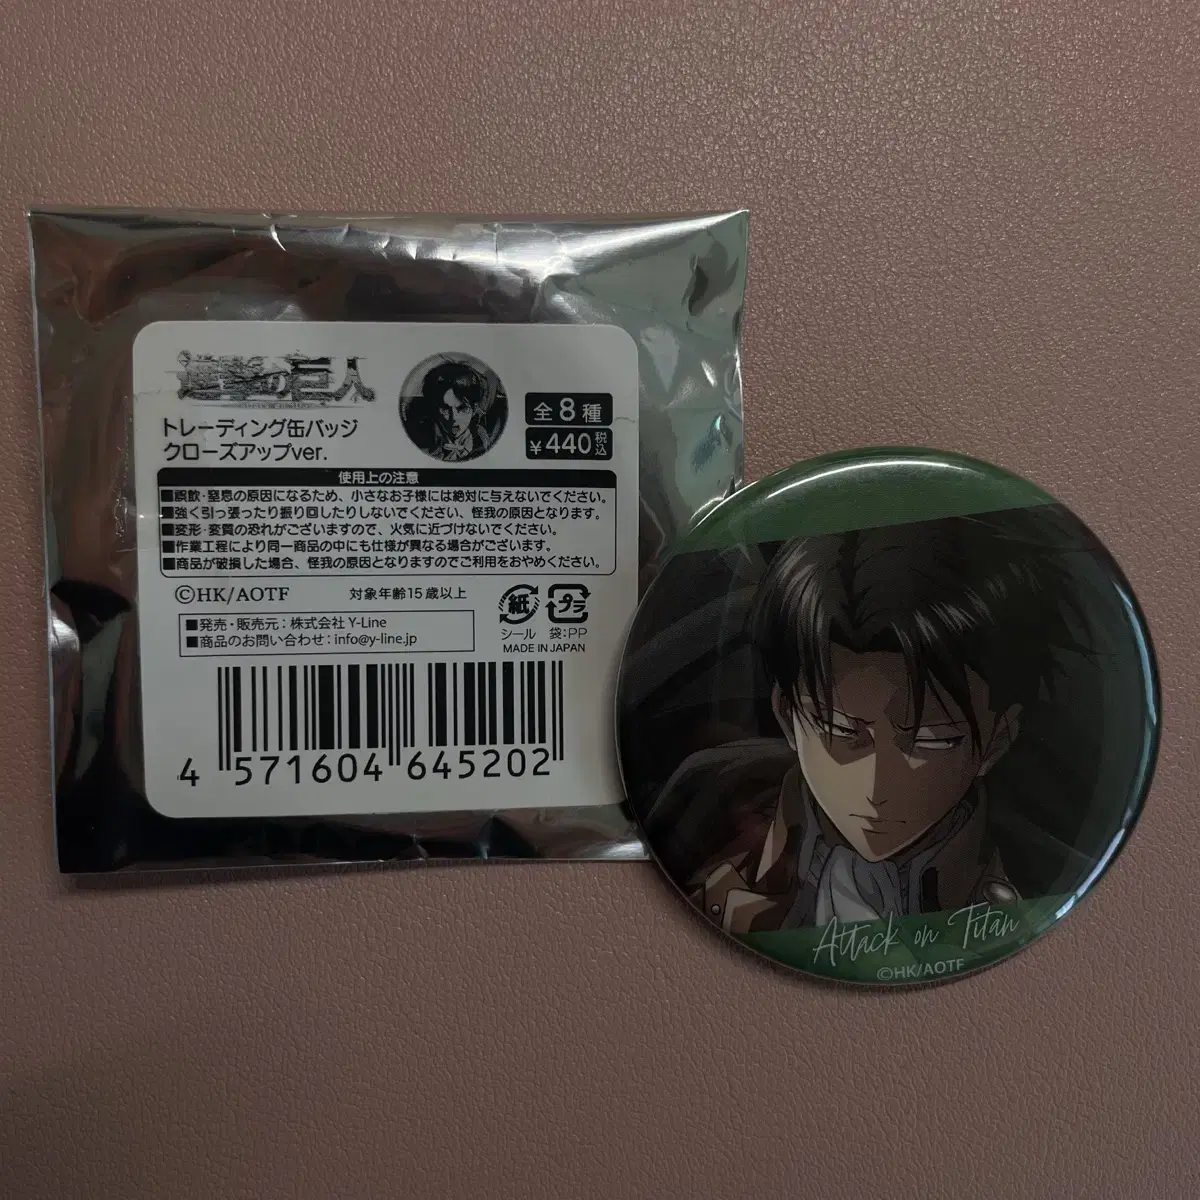 進撃の巨人
トレーディング缶バッジ
クローズアップver.
全8種
¥440税込
使用上の注意
■誤飲・窒息の原因になるため、小さなお子様には絶対に与えないでください。
■強く引っ張ったり振り回したりしないでください、怪我の原因となります。
■変形・変質の恐れがございますので、火気に近づけないでください。
■作業工程により同一商品の中にも仕様が異なる場合がございます。
■商品が破損した場合、怪我の原因となりますのでご利用をおやめください。
©HK/AOTF 対象年齢15歳以上
■発売・販売元：株式会社 Y-Line
■商品のお問い合わせ：info@y-line.jp
紙 プラ
シール 袋:PP
MADE IN JAPAN
4 571604 645202
Attack on Titan
©HK/AOTF